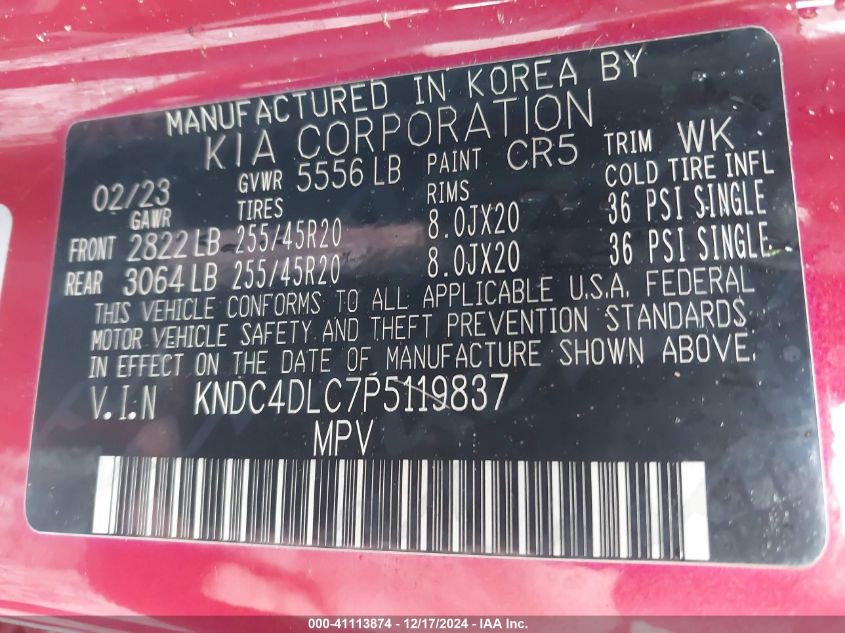 MANUFACTURED IN KOREA BY
KIA CORPORATION
02/23 GVWR 5556 LB PAINT CR5 TRIM WK
GAWR TIRES RIMS COLD TIRE INFL
FRONT 2822 LB 255/45R20 8.0JX20 36 PSI SINGLE
REAR 3064 LB 255/45R20 8.0JX20 36 PSI SINGLE
THIS VEHICLE CONFORMS TO ALL APPLICABLE U.S.A. FEDERAL
MOTOR VEHICLE SAFETY AND THEFT PREVENTION STANDARDS
IN EFFECT ON THE DATE OF MANUFACTURE SHOWN ABOVE.
V.I.N KNDC4DLC7P5119837
MPV
000-41113874 - 12/17/2024 - IAA Inc.